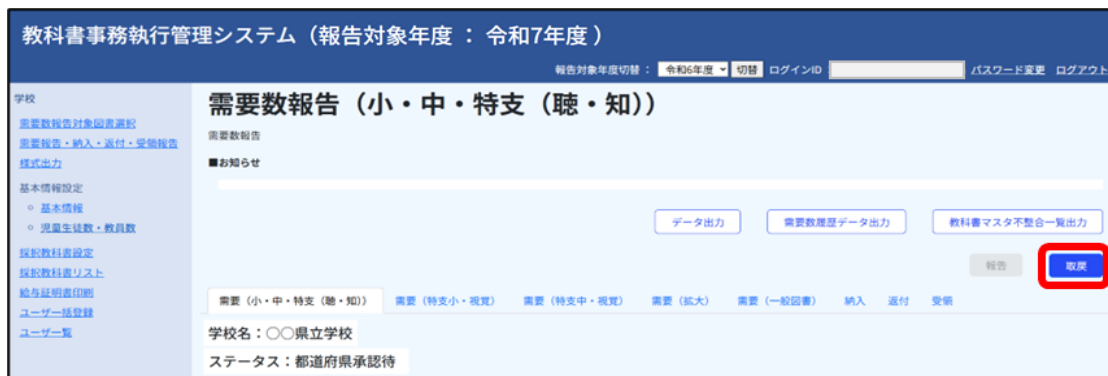 教科書事務執行管理システム（報告対象年度 ： 令和7年度 ）
報告対象年度切替 ： 令和6年度 切替 ログインID パスワード変更 ログアウト
学校
需要数報告対象図書選択
需要報告・納入・返付・受領報告
様式出力
基本情報設定
基本情報
児童生徒数・教員数
採択教科書設定
採択教科書リスト
給与証明書印刷
ユーザー一括登録
ユーザ一覧
需要数報告（小・中・特支（聴・知））
需要数報告
■お知らせ
データ出力 需要数履歴データ出力 教科書マスタ不整合一覧出力
報告 取戻
需要（小・中・特支（聴・知）） 需要（特支小・視覚） 需要（特支中・視覚） 需要（拡大） 需要（一般図書） 納入 返付 受領
学校名：〇〇県立学校
ステータス：都道府県承認待